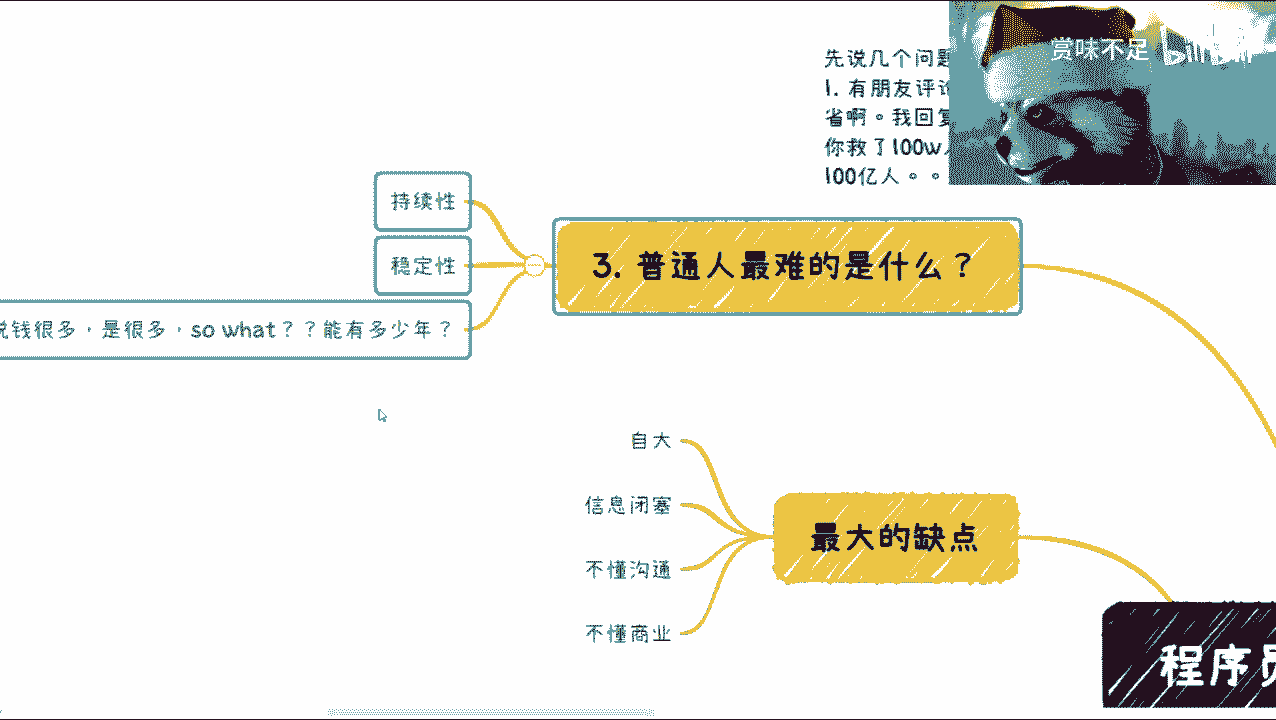 先说几个问题
1. 有朋友评论
省啊。我回复
你救了100w人
100亿人。。
赏味不足 bilibili
持续性
稳定性
说钱很多，是很多，so what？？能有多少年？
3. 普通人最难的是什么？
自大
信息闭塞
不懂沟通
不懂商业
最大的缺点
程序员